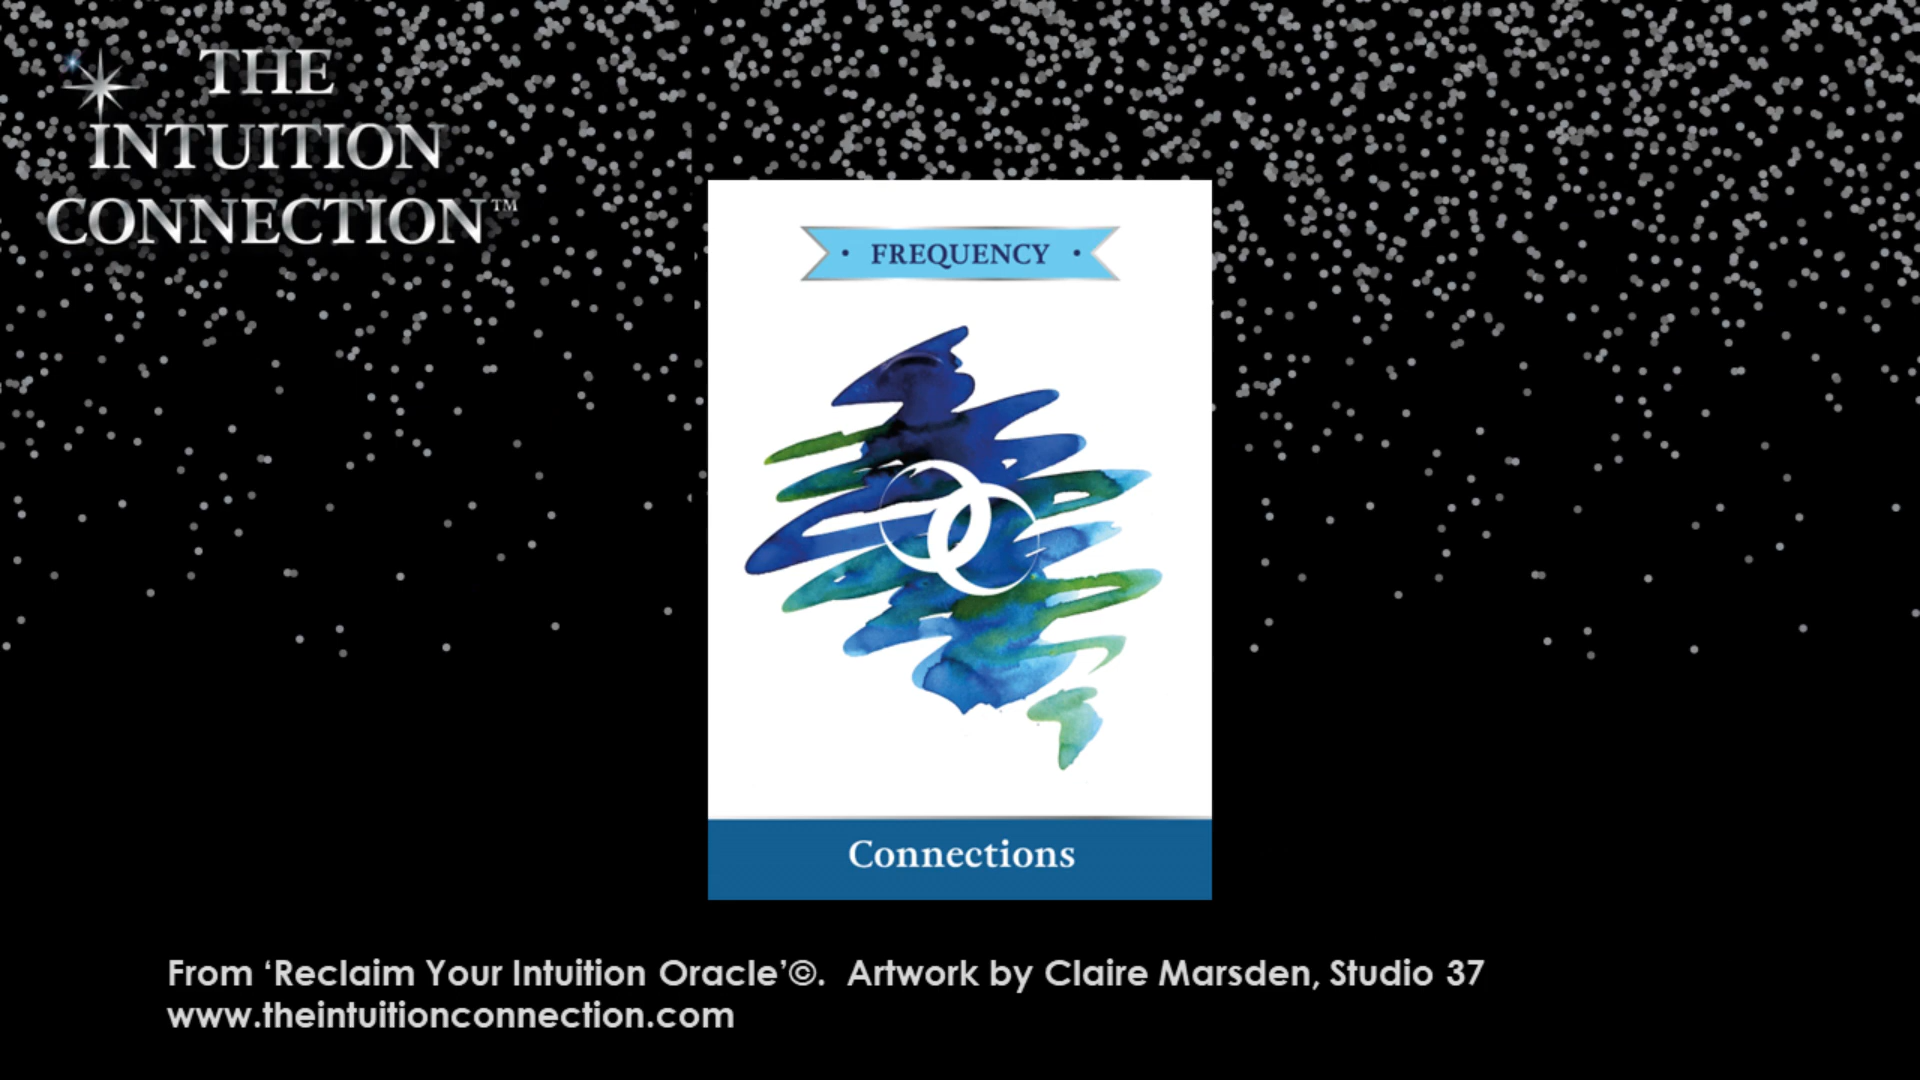 THE
INTUITION
CONNECTION™
• FREQUENCY •
Connections
From ‘Reclaim Your Intuition Oracle’©.  Artwork by Claire Marsden, Studio 37
www.theintuitionconnection.com